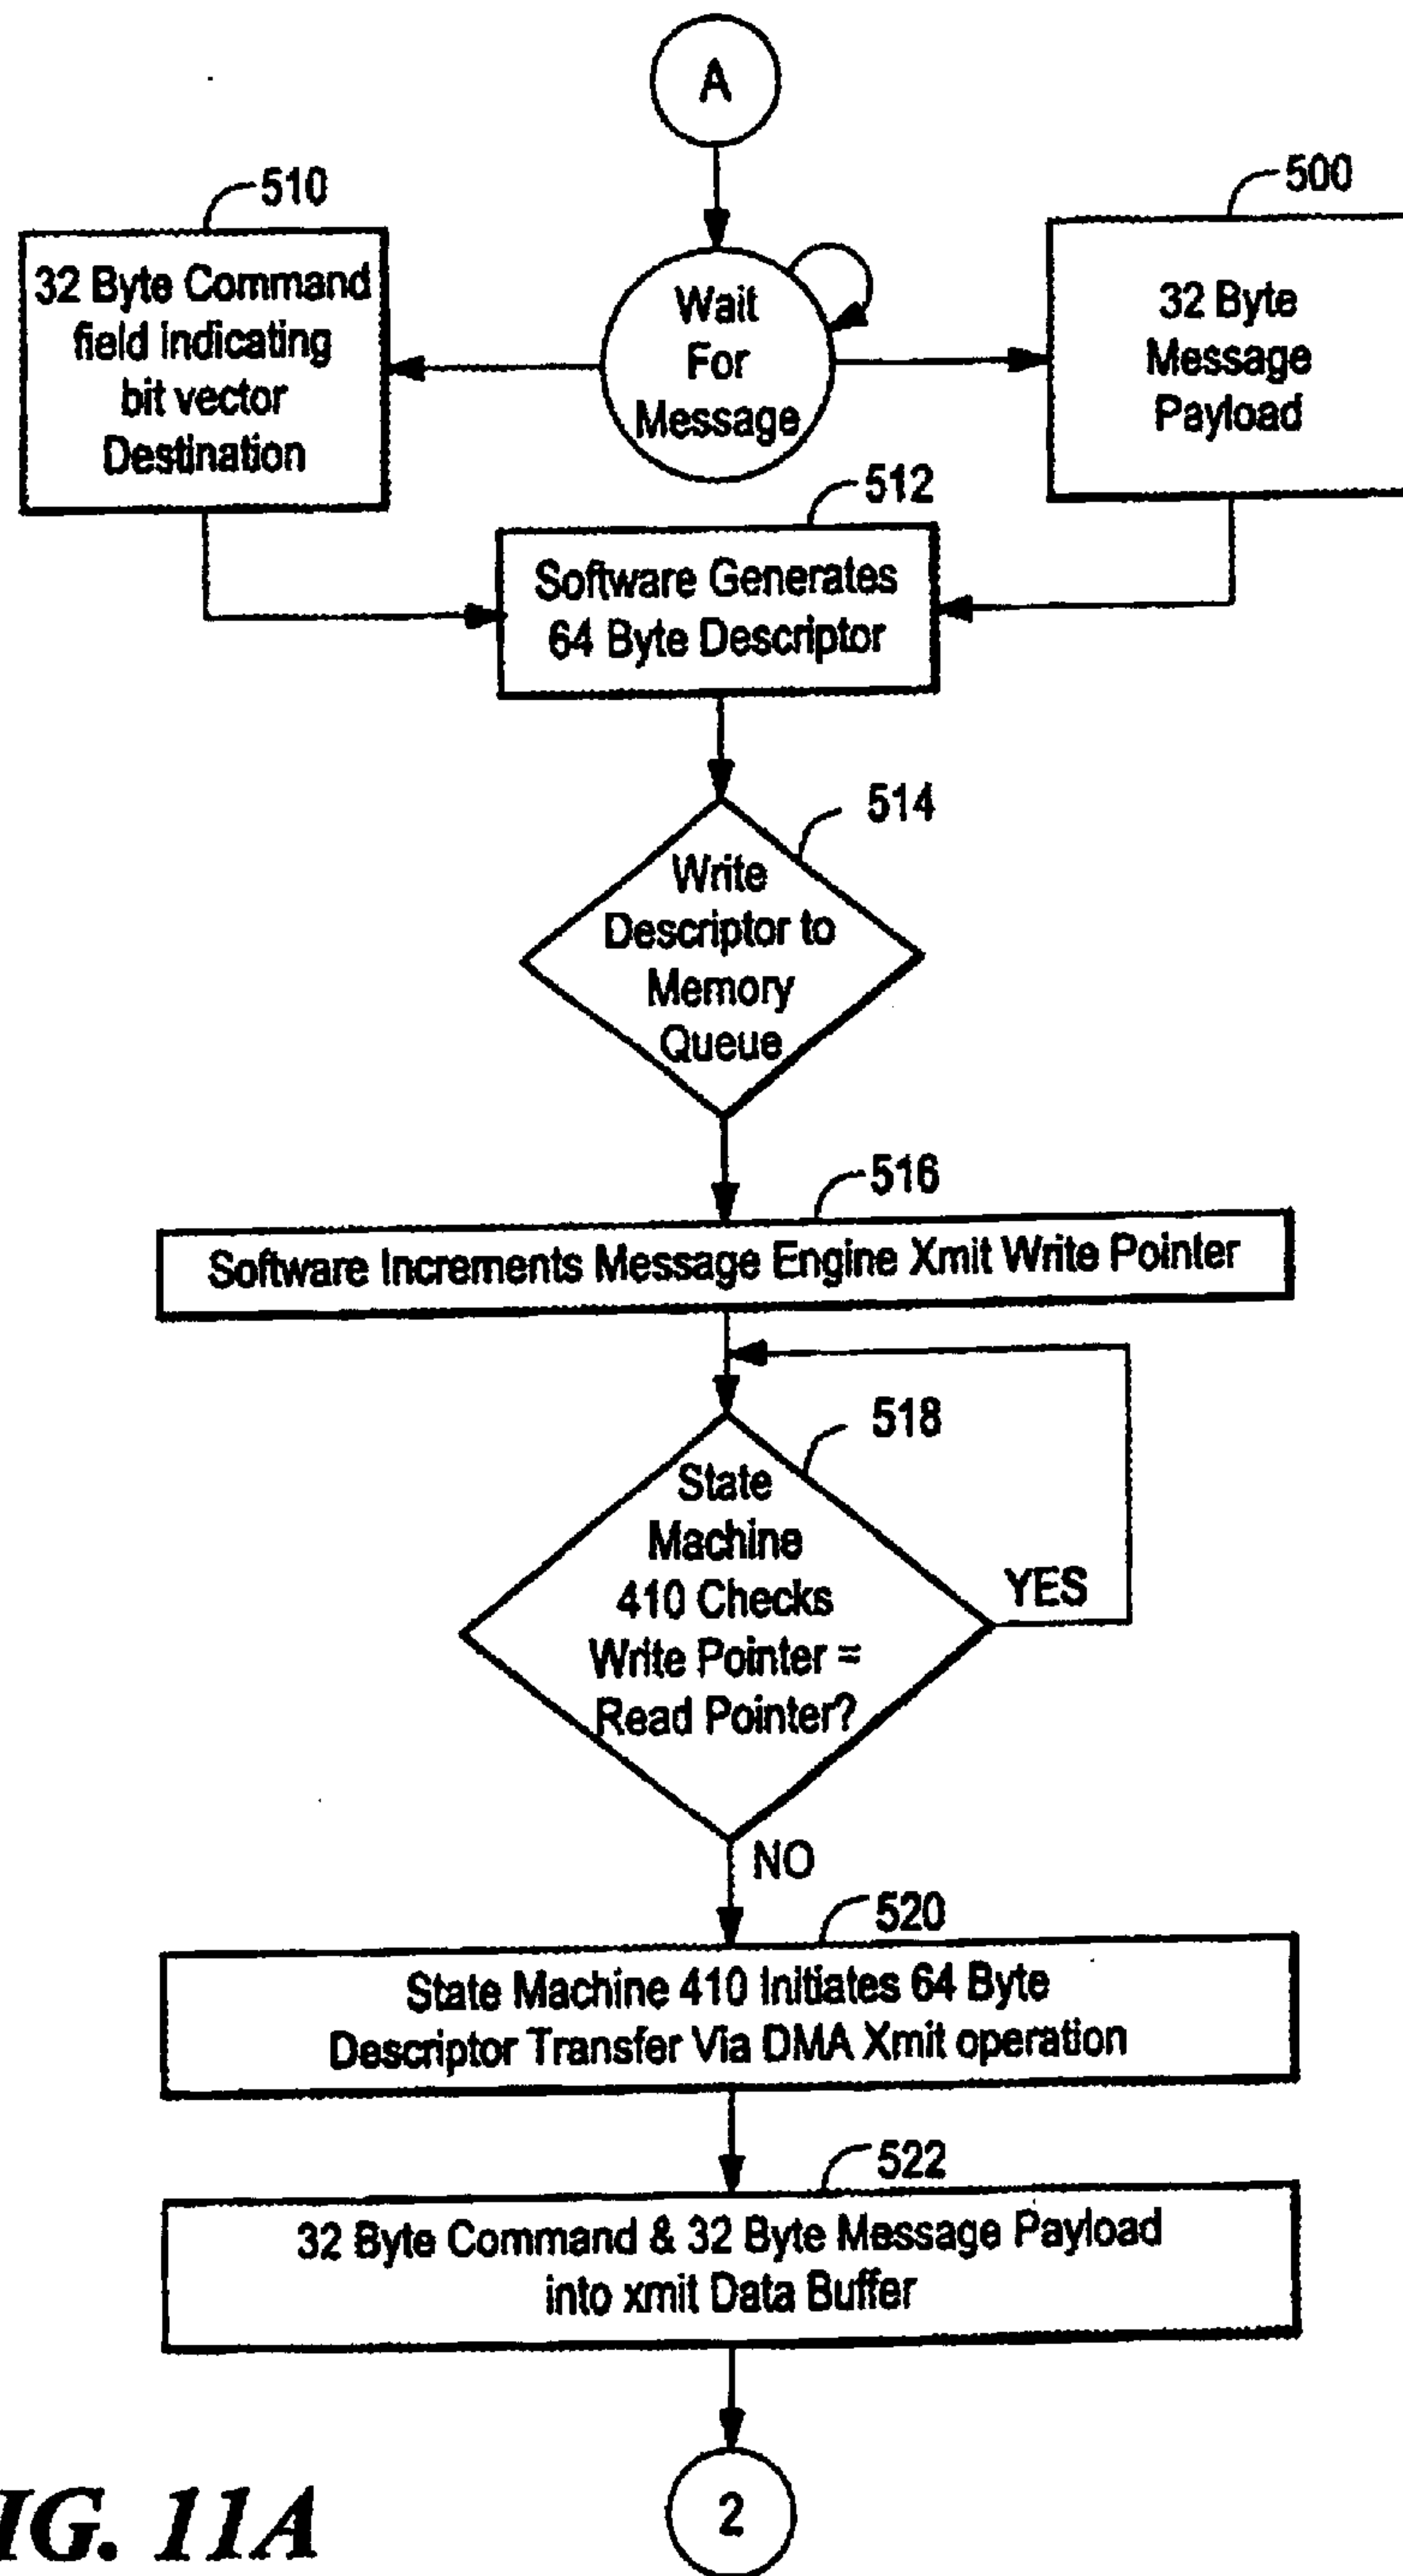 A
510
500
32 Byte Command
field indicating
bit vector
Destination
Wait
For
Message
32 Byte
Message
Payload
512
Software Generates
64 Byte Descriptor
514
Write
Descriptor to
Memory
Queue
516
Software Increments Message Engine Xmit Write Pointer
518
State
Machine
410 Checks
Write Pointer =
Read Pointer?
YES
NO
520
State Machine 410 Initiates 64 Byte
Descriptor Transfer Via DMA Xmit operation
522
32 Byte Command & 32 Byte Message Payload
into xmit Data Buffer
2
IG. 11A